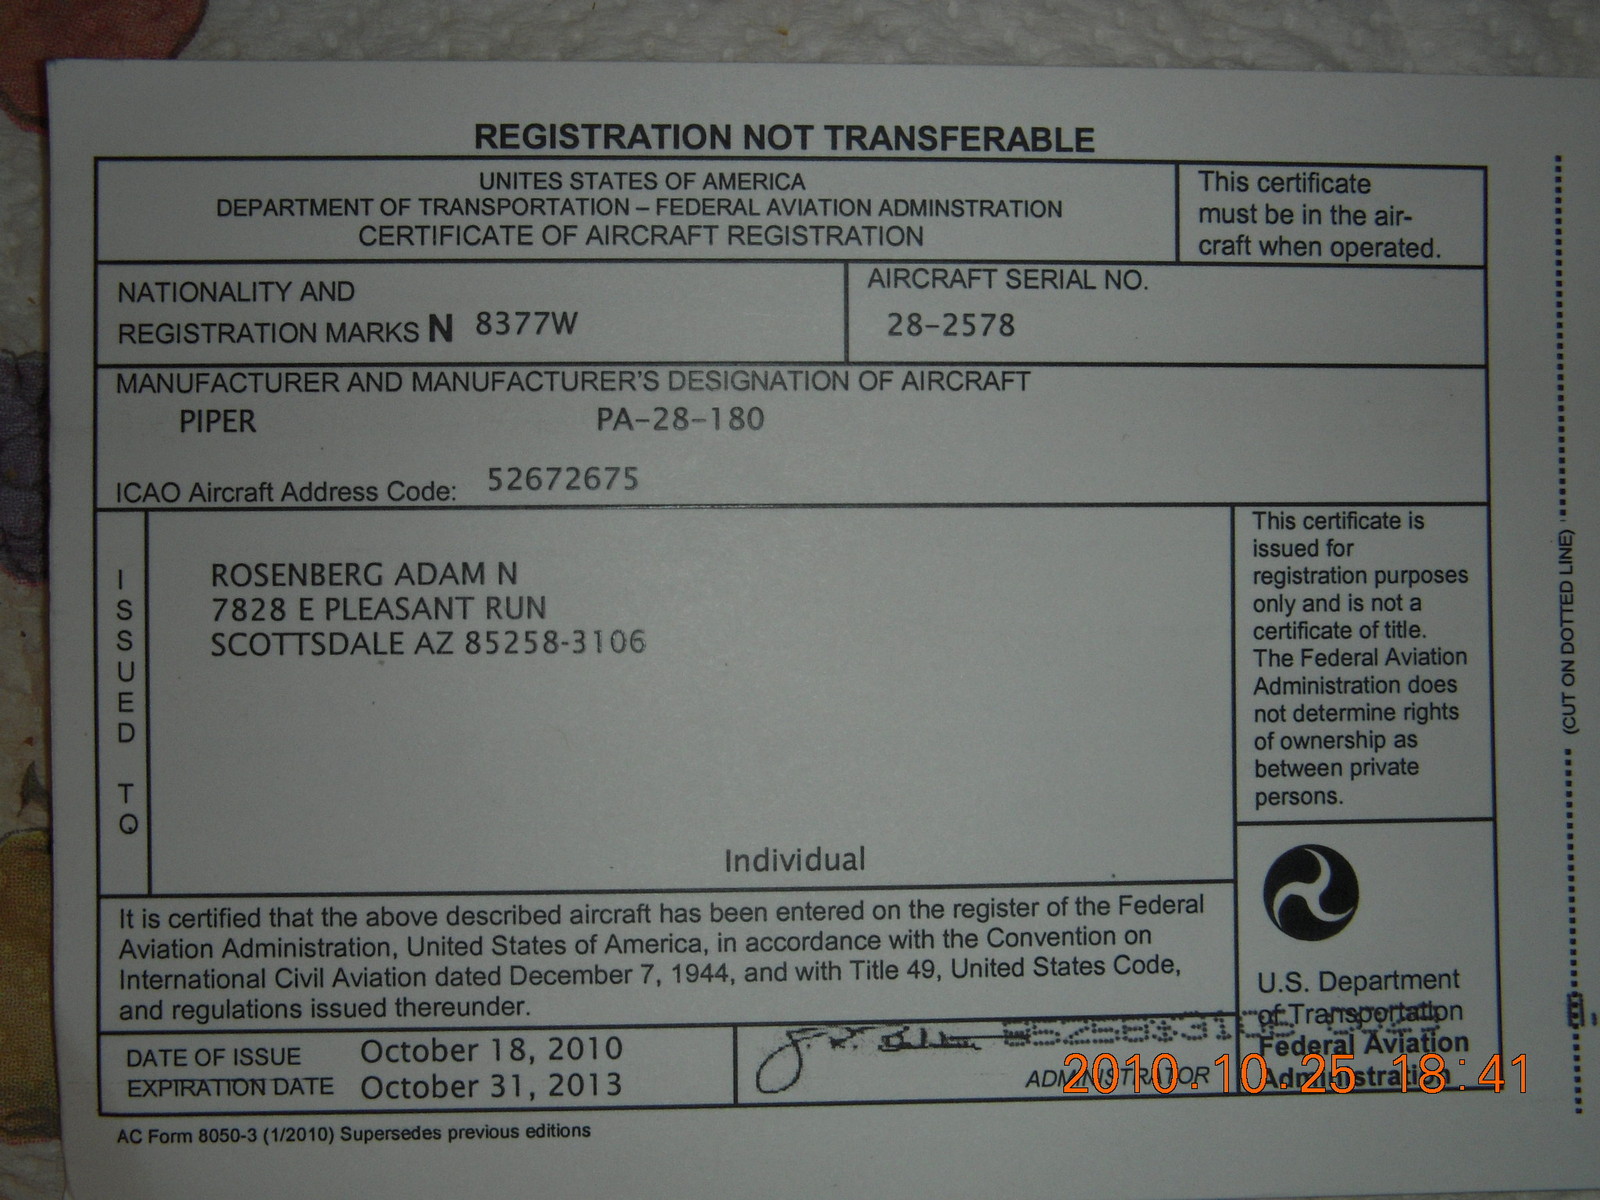 REGISTRATION NOT TRANSFERABLE
UNITES STATES OF AMERICA
DEPARTMENT OF TRANSPORTATION – FEDERAL AVIATION ADMINSTRATION
CERTIFICATE OF AIRCRAFT REGISTRATION
This certificate
must be in the air-
craft when operated.
NATIONALITY AND
REGISTRATION MARKS N 8377W
AIRCRAFT SERIAL NO.
28-2578
MANUFACTURER AND MANUFACTURER'S DESIGNATION OF AIRCRAFT
PIPER PA-28-180
ICAO Aircraft Address Code: 52672675
ISSUED TO
ROSENBERG ADAM N
7828 E PLEASANT RUN
SCOTTSDALE AZ 85258-3106
Individual
This certificate is
issued for
registration purposes
only and is not a
certificate of title.
The Federal Aviation
Administration does
not determine rights
of ownership as
between private
persons.
It is certified that the above described aircraft has been entered on the register of the Federal
Aviation Administration, United States of America, in accordance with the Convention on
International Civil Aviation dated December 7, 1944, and with Title 49, United States Code,
and regulations issued thereunder.
U.S. Department
of Transportation
Federal Aviation
Administration
DATE OF ISSUE October 18, 2010
EXPIRATION DATE October 31, 2013
ADMINISTRATOR
2010.10.25 18:41
AC Form 8050-3 (1/2010) Supersedes previous editions
(CUT ON DOTTED LINE)